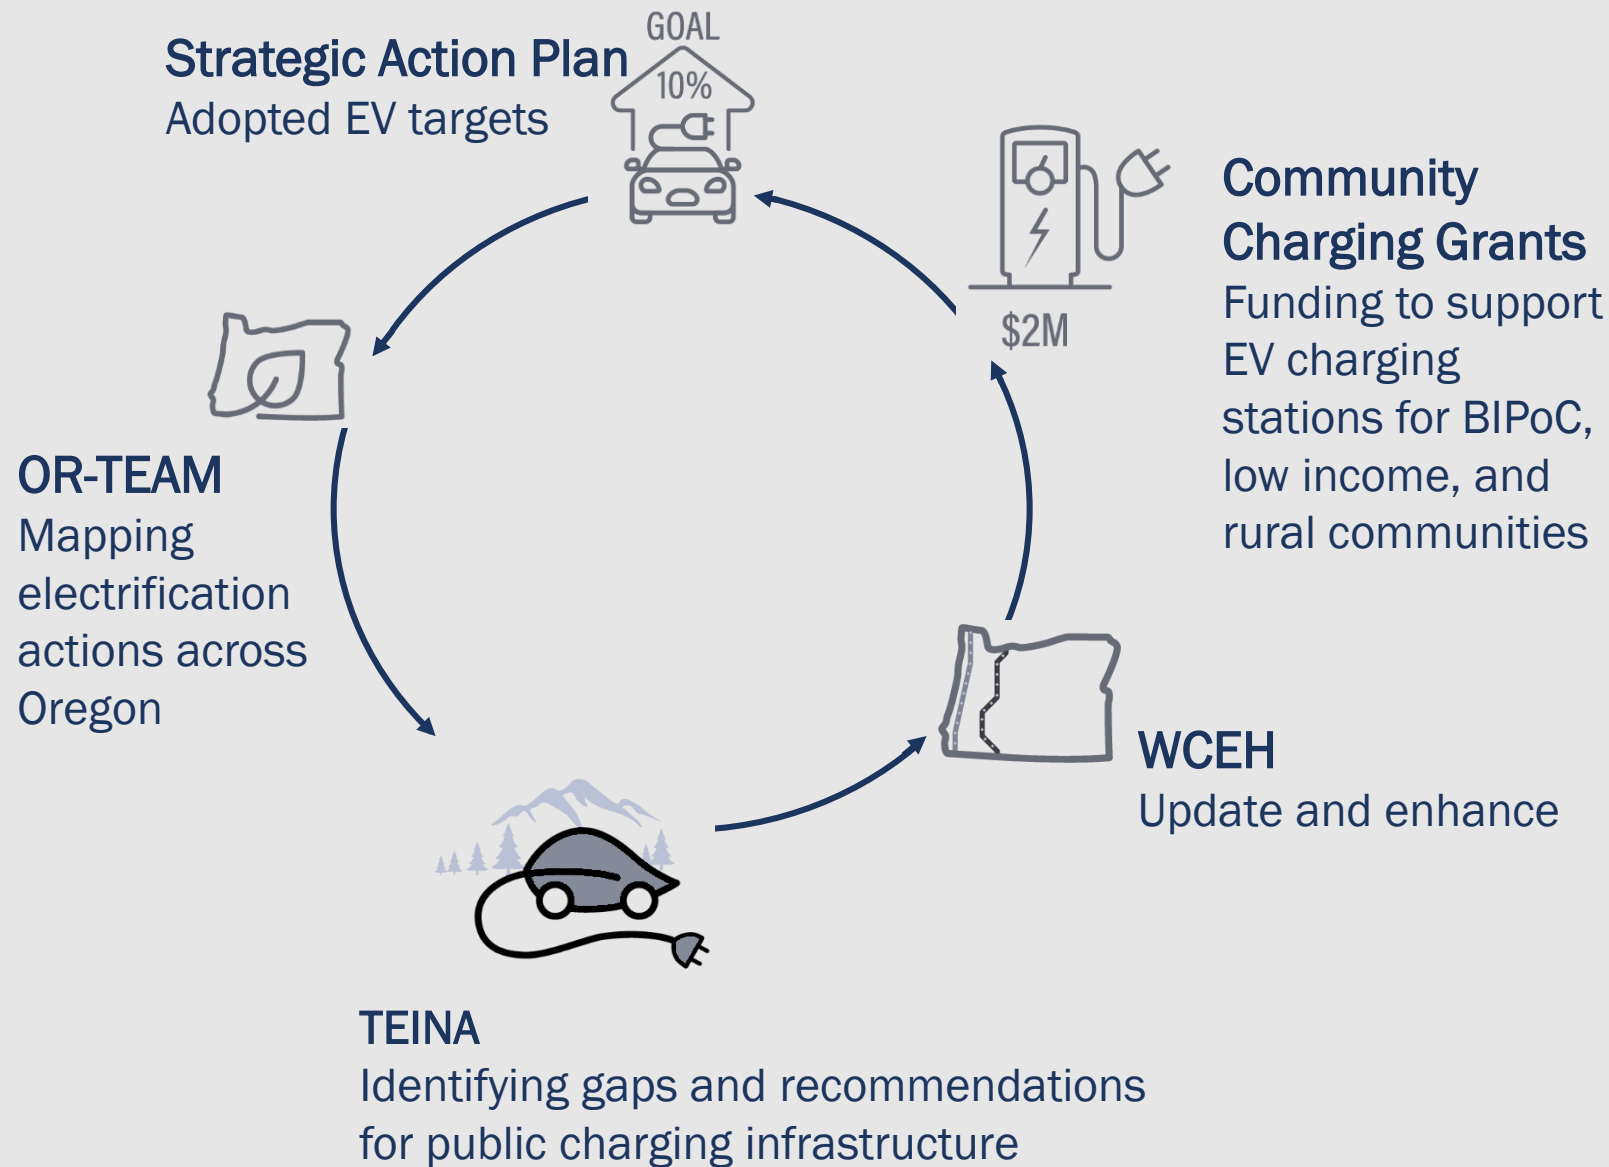 Strategic Action Plan
Adopted EV targets
GOAL
10%
Community
Charging Grants
Funding to support
EV charging
stations for BIPoC,
low income, and
rural communities
$2M
OR-TEAM
Mapping
electrification
actions across
Oregon
WCEH
Update and enhance
TEINA
Identifying gaps and recommendations
for public charging infrastructure